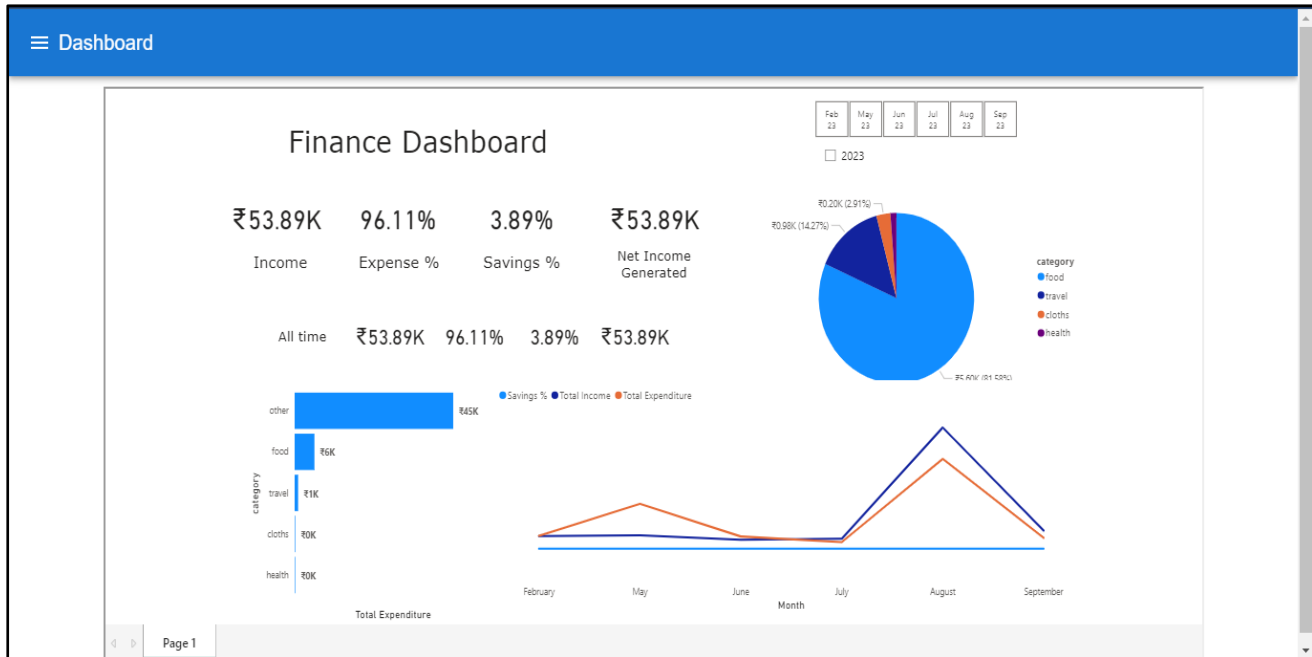 Dashboard
Finance Dashboard
Feb 23
May 23
Jun 23
Jul 23
Aug 23
Sep 23
2023
₹53.89K 96.11% 3.89% ₹53.89K
Income Expense % Savings % Net Income Generated
All time ₹53.89K 96.11% 3.89% ₹53.89K
₹0.20K (2.91%)
₹0.98K (14.27%)
₹5.60K (81.58%)
category
food
travel
cloths
health
category
other ₹45K
food ₹6K
travel ₹1K
cloths ₹0K
health ₹0K
Total Expenditure
Savings % Total Income Total Expenditure
February May June July August September
Month
Page 1